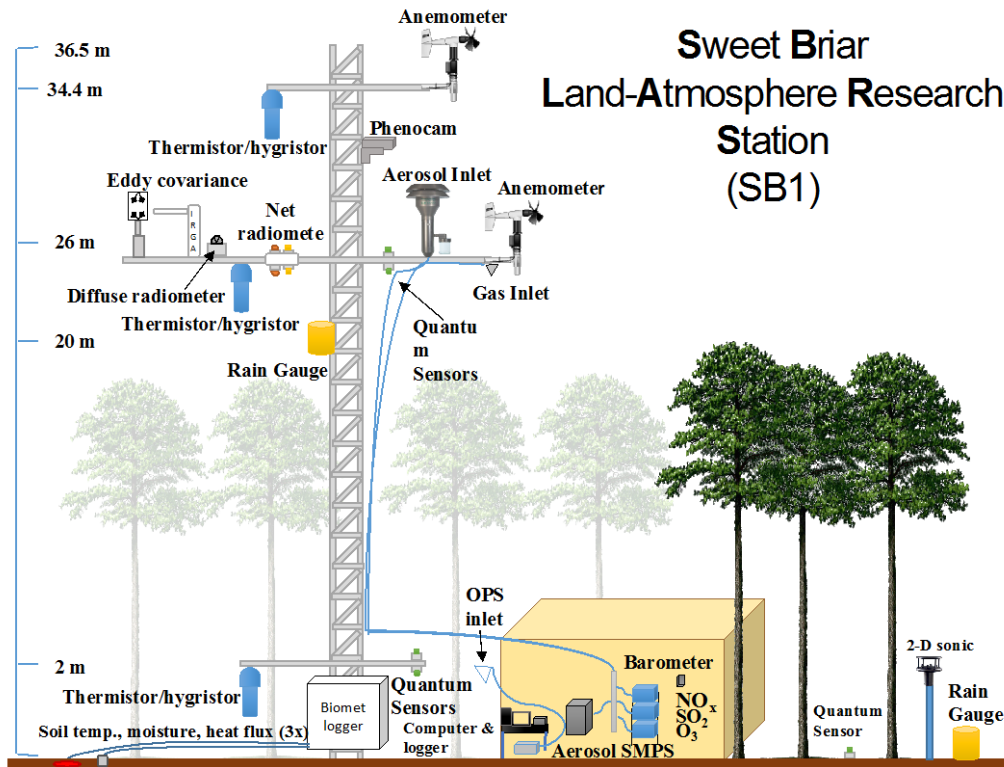 Sweet Briar
Land-Atmosphere Research
Station
(SB1)
36.5 m
34.4 m
26 m
20 m
2 m
Anemometer
Thermistor/hygristor
Phenocam
Eddy covariance
IRGA
Net
radiomete
Aerosol Inlet
Anemometer
Diffuse radiometer
Thermistor/hygristor
Gas Inlet
Quantu
m
Sensors
Rain Gauge
OPS
inlet
Thermistor/hygristor
Quantum
Sensors
Biomet
logger
Computer &
logger
Soil temp., moisture, heat flux (3x)
Barometer
NOx
SO2
O3
Aerosol SMPS
Quantum
Sensor
2-D sonic
Rain
Gauge